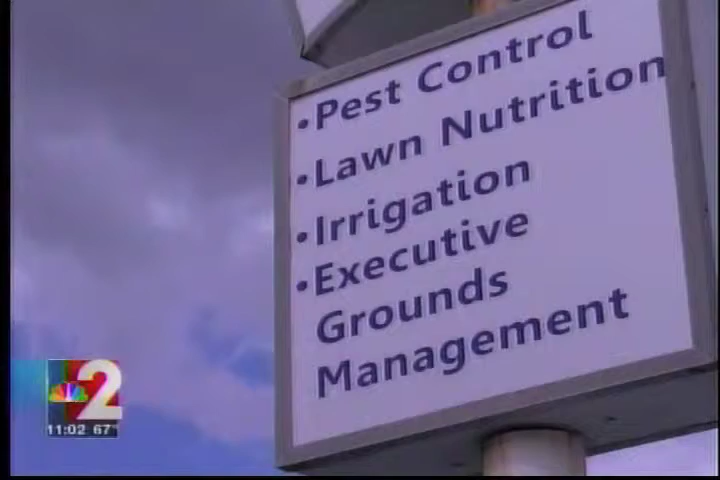 •Pest Control
•Lawn Nutrition
•Irrigation
•Executive
Grounds
Management
2
11:02 67°